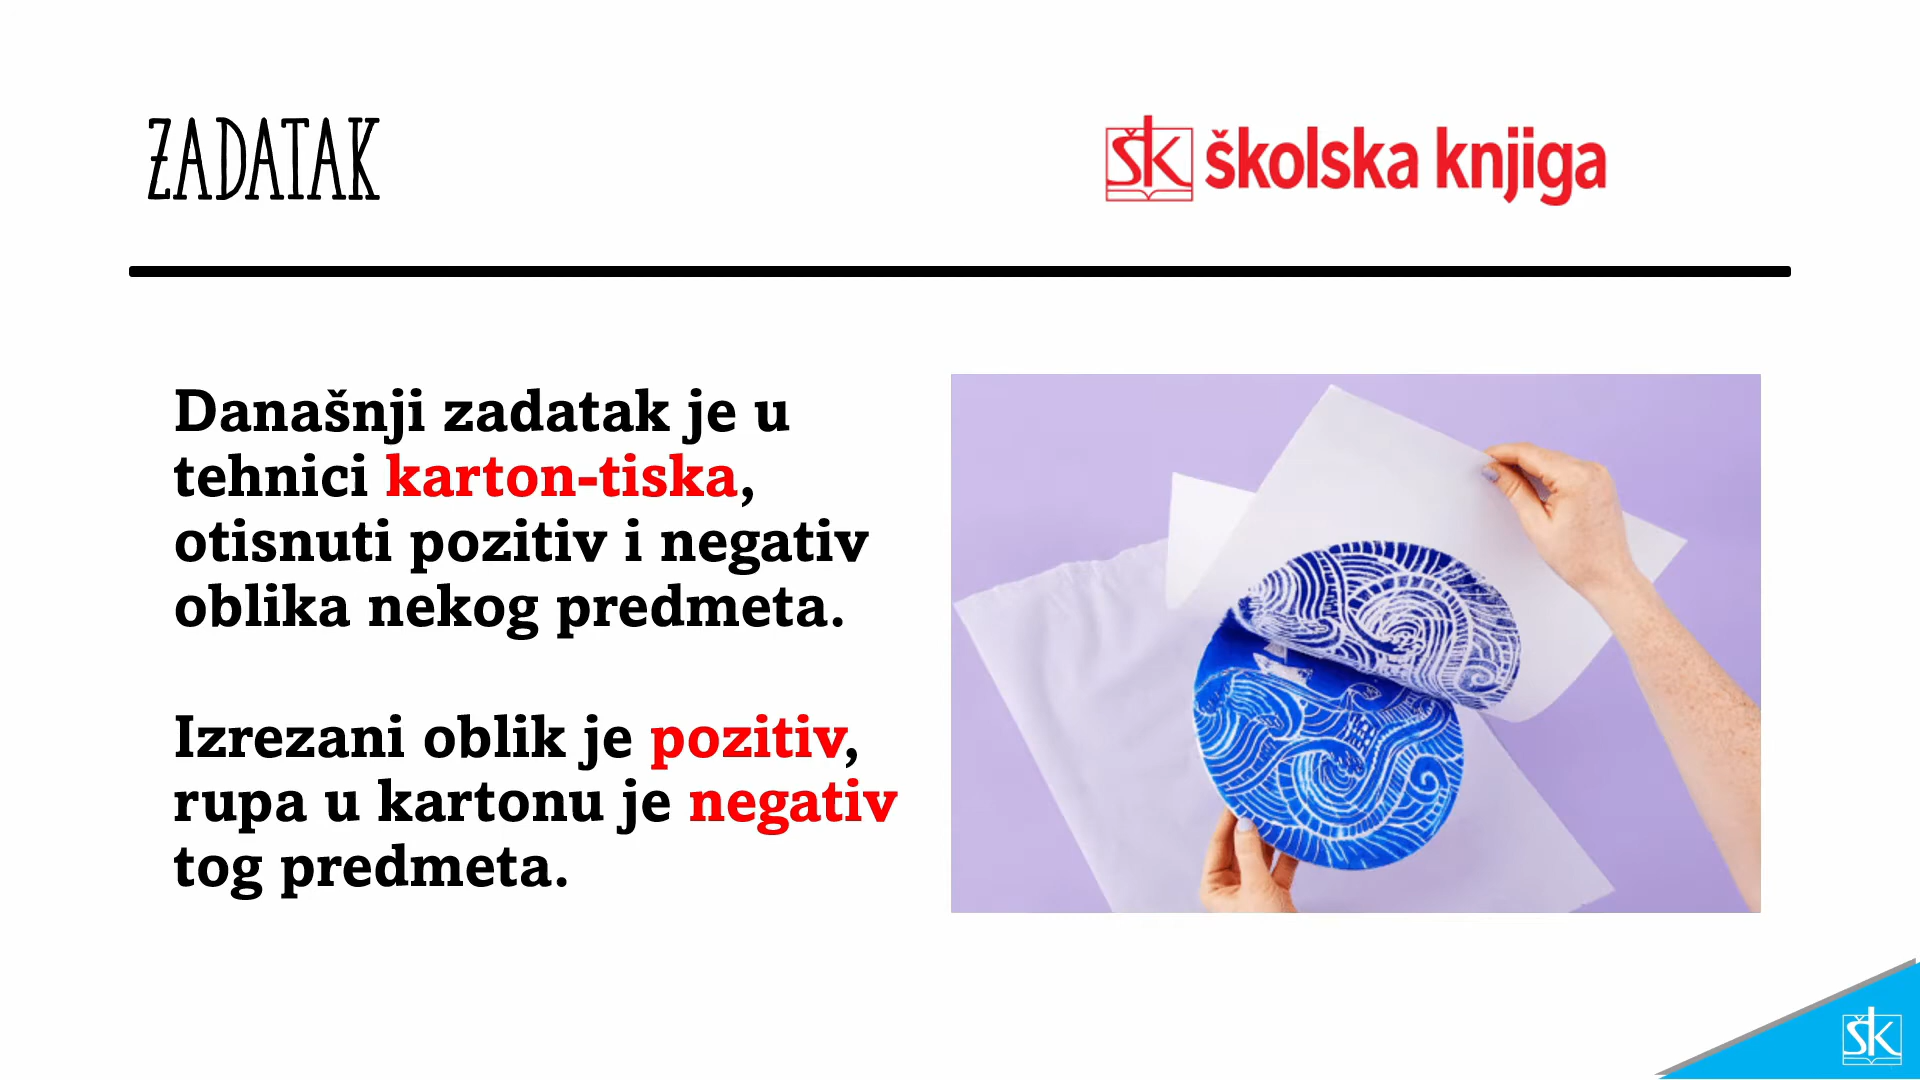 ZADATAK
ŠK školska knjiga
Današnji zadatak je u
tehnici karton-tiska,
otisnuti pozitiv i negativ
oblika nekog predmeta.
Izrezani oblik je pozitiv,
rupa u kartonu je negativ
tog predmeta.
ŠK